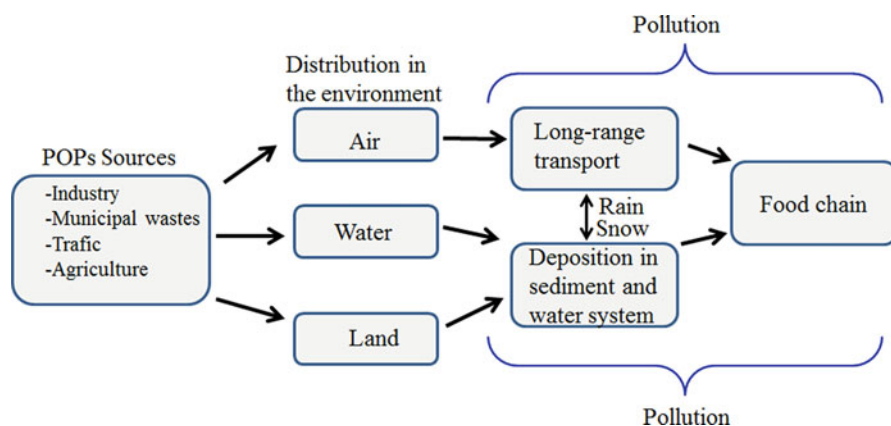 Pollution
Distribution in
the environment
POPs Sources
-Industry
-Municipal wastes
-Trafic
-Agriculture
Air
Water
Land
Long-range
transport
Rain
Snow
Deposition in
sediment and
water system
Food chain
Pollution